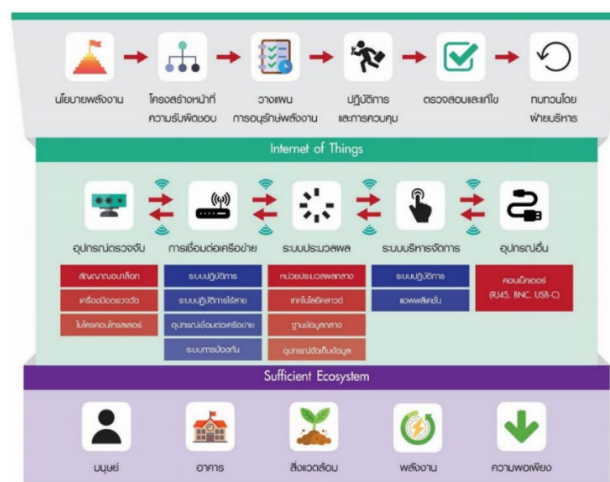 นโยบายพลังงาน
โครงสร้างหน้าที่
ความรับผิดชอบ
วางแผน
การอนุรักษ์พลังงาน
ปฏิบัติการ
และการควบคุม
ตรวจสอบและแก้ไข
ทบทวนโดย
ฝ่ายบริหาร
Internet of Things
อุปกรณ์ตรวจจับ
การเชื่อมต่อเครือข่าย
ระบบประมวลผล
ระบบบริหารจัดการ
อุปกรณ์อื่น
สัญญาณอนาล็อก
เครื่องมือตรวจวัด
ไมโครคอนโทรลเลอร์
ระบบปฏิบัติการ
ระบบปฏิบัติการไร้สาย
อุปกรณ์เชื่อมต่อเครือข่าย
ระบบการป้องกัน
หน่วยประมวลผลกลาง
เทคโนโลยีคลาวด์
ฐานข้อมูลกลาง
อุปกรณ์จัดเก็บข้อมูล
ระบบปฏิบัติการ
แอพพลิเคชั่น
คอนเน็คเตอร์
(RJ45, BNC, USB-C)
Sufficient Ecosystem
มนุษย์
อาคาร
สิ่งแวดล้อม
พลังงาน
ความพอเพียง